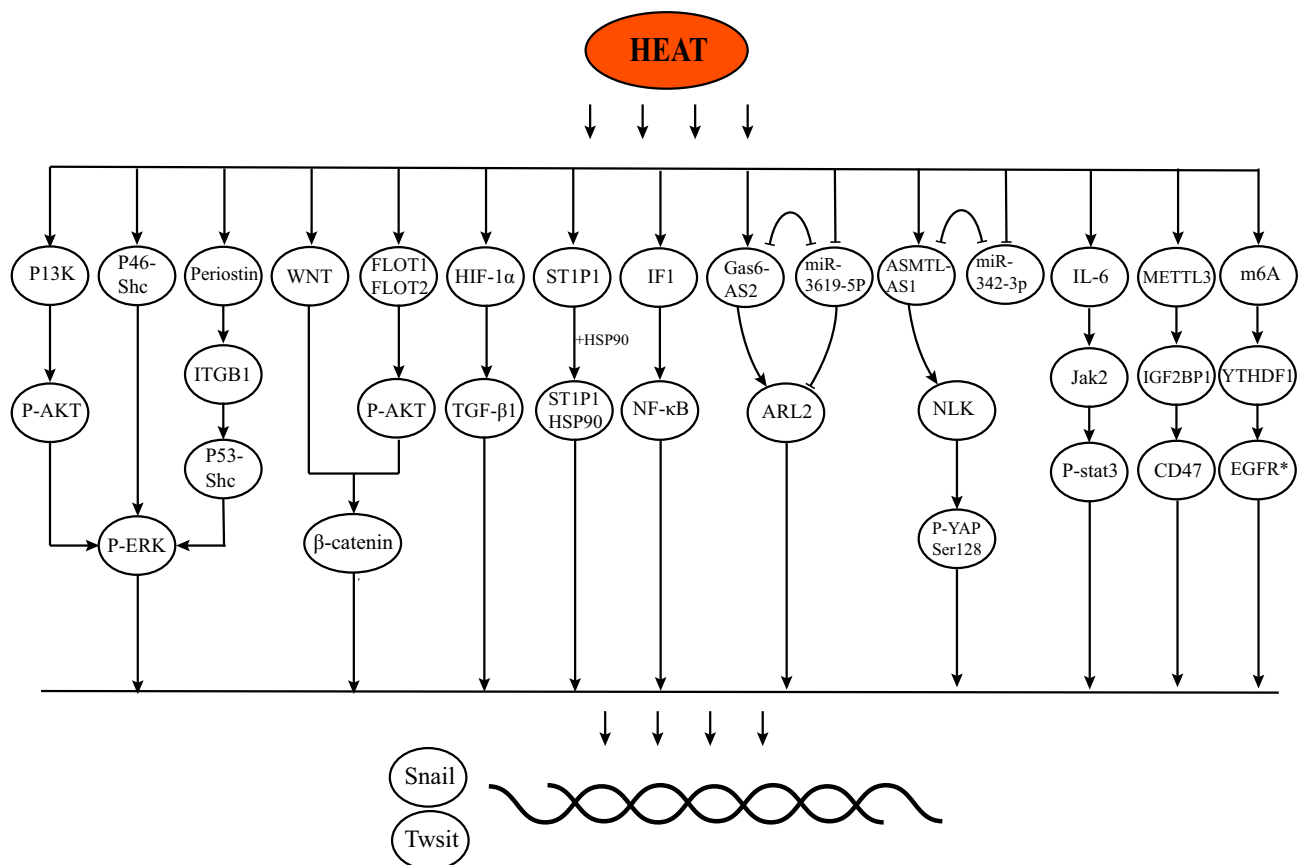 HEAT
P13K
P46-
Shc
Periostin
WNT
FLOT1
FLOT2
HIF-1α
ST1P1
IF1
Gas6-
AS2
miR-
3619-5P
ASMTL-
AS1
miR-
342-3p
IL-6
METTL3
m6A
+HSP90
ITGB1
Jak2
IGF2BP1
YTHDF1
P-AKT
P-AKT
TGF-β1
ST1P1
HSP90
NF-κB
ARL2
NLK
P53-
Shc
P-stat3
CD47
EGFR*
P-ERK
β-catenin
P-YAP
Ser128
Snail
Twsit